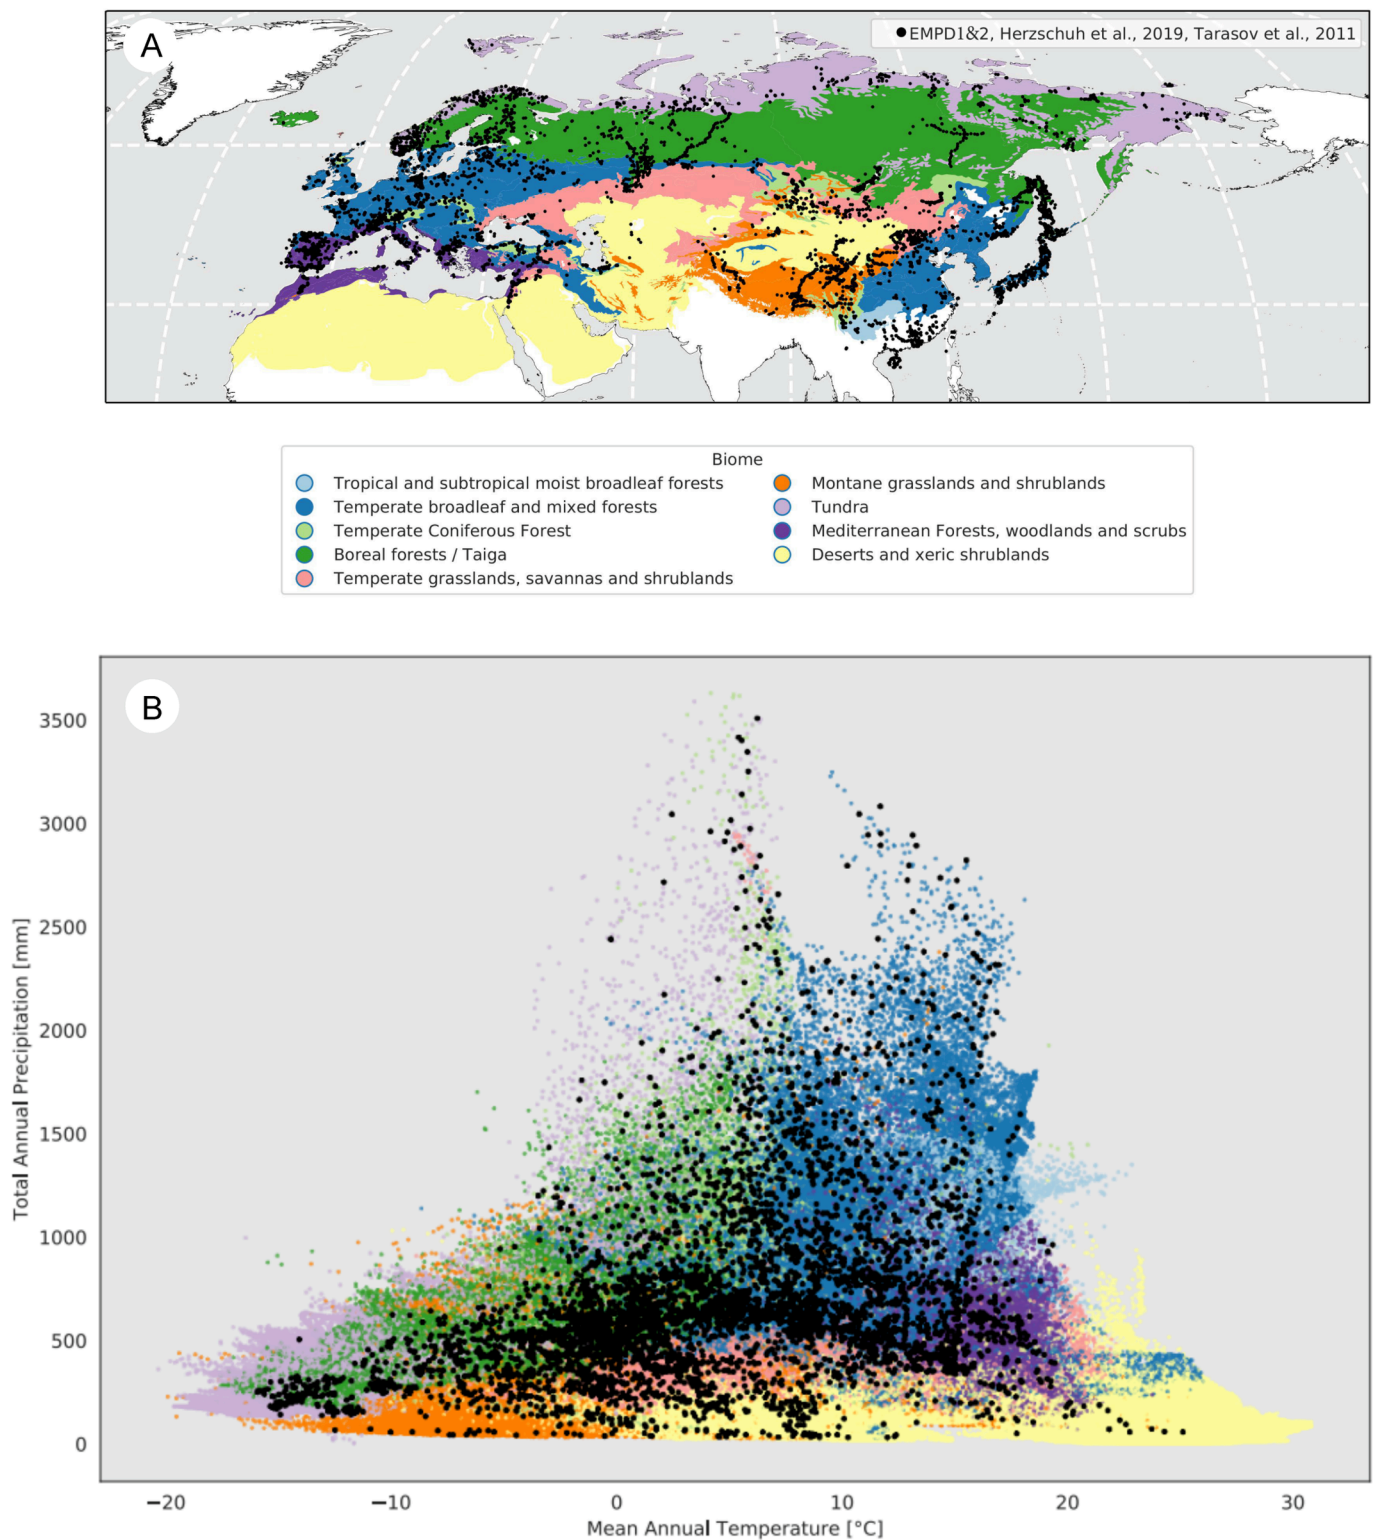 A
EMPD1&2, Herzschuh et al., 2019, Tarasov et al., 2011
Biome
Tropical and subtropical moist broadleaf forests
Temperate broadleaf and mixed forests
Temperate Coniferous Forest
Boreal forests / Taiga
Temperate grasslands, savannas and shrublands
Montane grasslands and shrublands
Tundra
Mediterranean Forests, woodlands and scrubs
Deserts and xeric shrublands
B
Total Annual Precipitation [mm]
3500
3000
2500
2000
1500
1000
500
0
−20 −10 0 10 20 30
Mean Annual Temperature [°C]